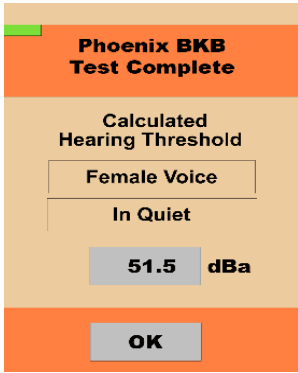 Phoenix BKB
Test Complete
Calculated
Hearing Threshold
Female Voice
In Quiet
51.5 dBa
OK